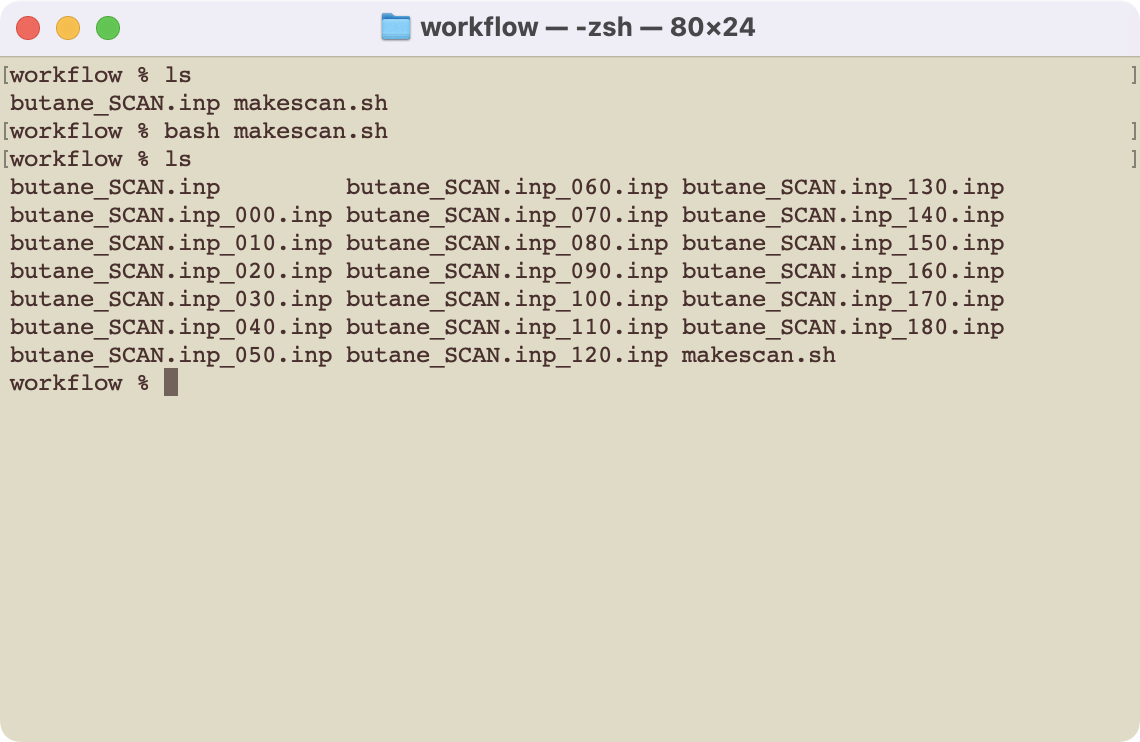 workflow — -zsh — 80×24
[workflow % ls ]
butane_SCAN.inp makescan.sh
[workflow % bash makescan.sh ]
[workflow % ls ]
butane_SCAN.inp butane_SCAN.inp_060.inp butane_SCAN.inp_130.inp
butane_SCAN.inp_000.inp butane_SCAN.inp_070.inp butane_SCAN.inp_140.inp
butane_SCAN.inp_010.inp butane_SCAN.inp_080.inp butane_SCAN.inp_150.inp
butane_SCAN.inp_020.inp butane_SCAN.inp_090.inp butane_SCAN.inp_160.inp
butane_SCAN.inp_030.inp butane_SCAN.inp_100.inp butane_SCAN.inp_170.inp
butane_SCAN.inp_040.inp butane_SCAN.inp_110.inp butane_SCAN.inp_180.inp
butane_SCAN.inp_050.inp butane_SCAN.inp_120.inp makescan.sh
workflow %